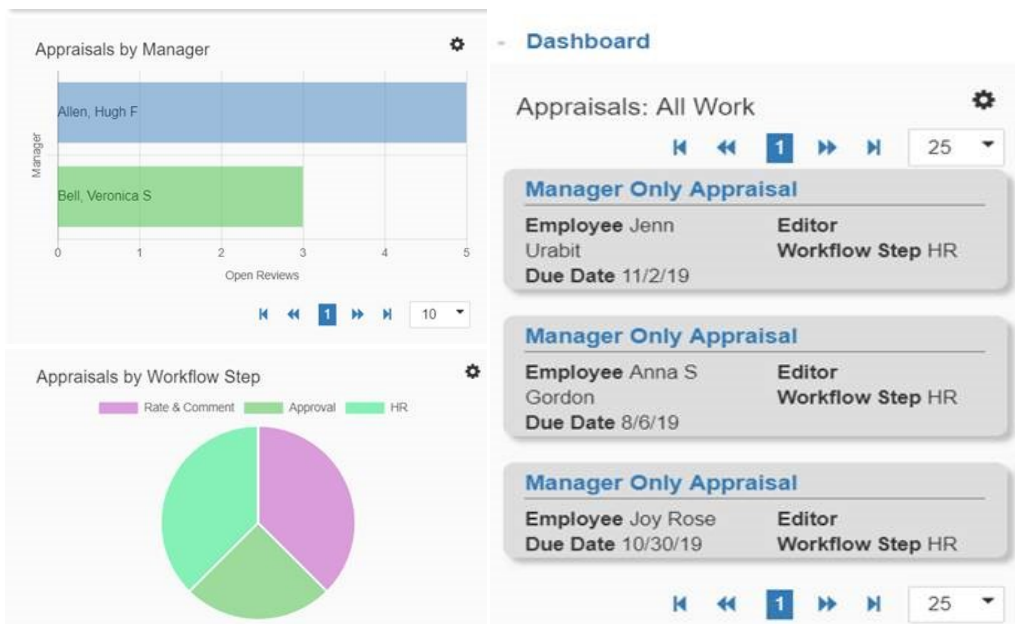 Appraisals by Manager
Manager
Allen, Hugh F
Bell, Veronica S
0 1 2 3 4 5
Open Reviews
1 10
Appraisals by Workflow Step
Rate & Comment Approval HR
- Dashboard
Appraisals: All Work
1 25
Manager Only Appraisal
Employee Jenn Editor
Urabit Workflow Step HR
Due Date 11/2/19
Manager Only Appraisal
Employee Anna S Editor
Gordon Workflow Step HR
Due Date 8/6/19
Manager Only Appraisal
Employee Joy Rose Editor
Due Date 10/30/19 Workflow Step HR
1 25